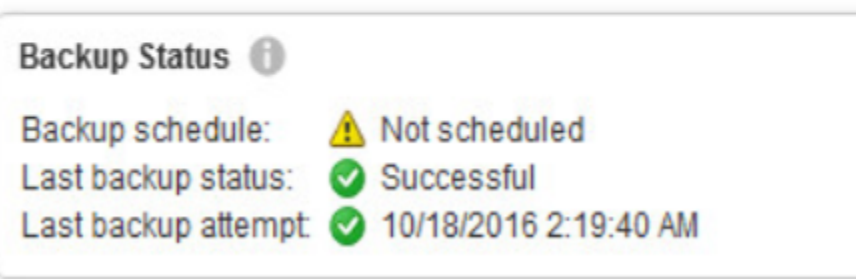 Backup Status
Backup schedule: Not scheduled
Last backup status: Successful
Last backup attempt: 10/18/2016 2:19:40 AM